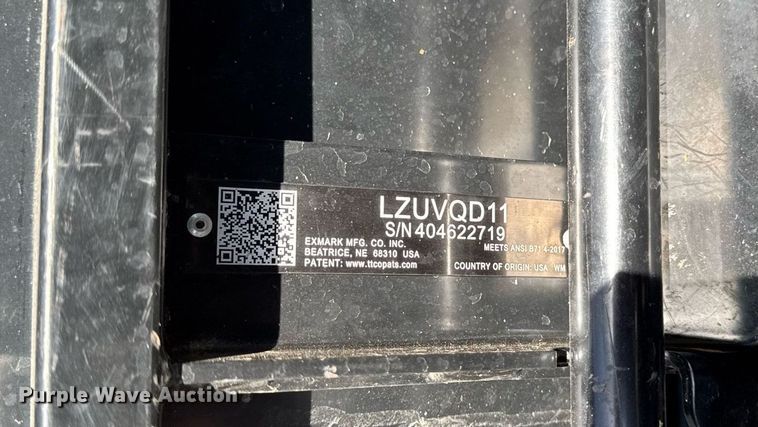 LZUVQD11
S/N 404622719
EXMARK MFG. CO. INC.
BEATRICE, NE 68310 USA
PATENT: www.ttcopats.com
MEETS ANSI B71.4-2017
COUNTRY OF ORIGIN: USA WM
Purple Wave Auction